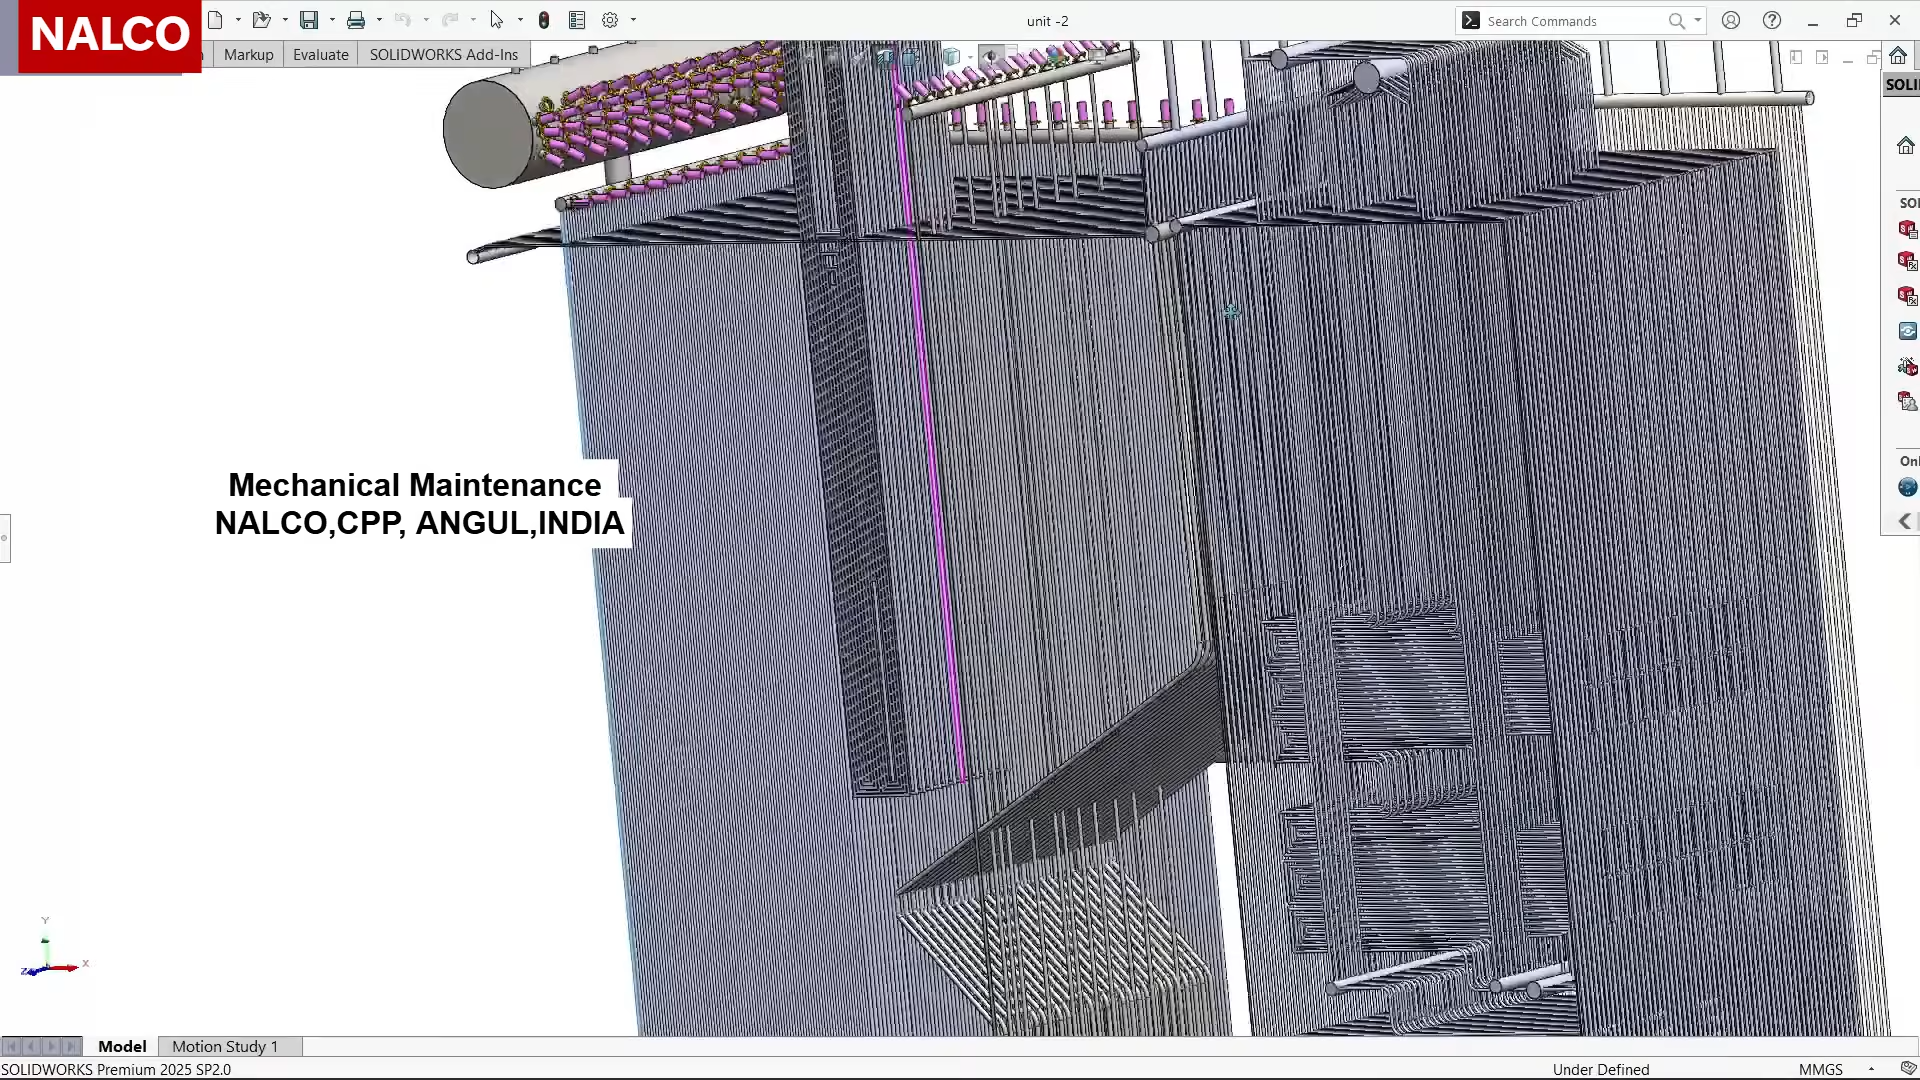 NALCO
unit -2
Search Commands
Markup
Evaluate
SOLIDWORKS Add-Ins
SOLI
SOI
Mechanical Maintenance
NALCO,CPP, ANGUL,INDIA
Onl
Y
Z
X
Model
Motion Study 1
SOLIDWORKS Premium 2025 SP2.0
Under Defined
MMGS